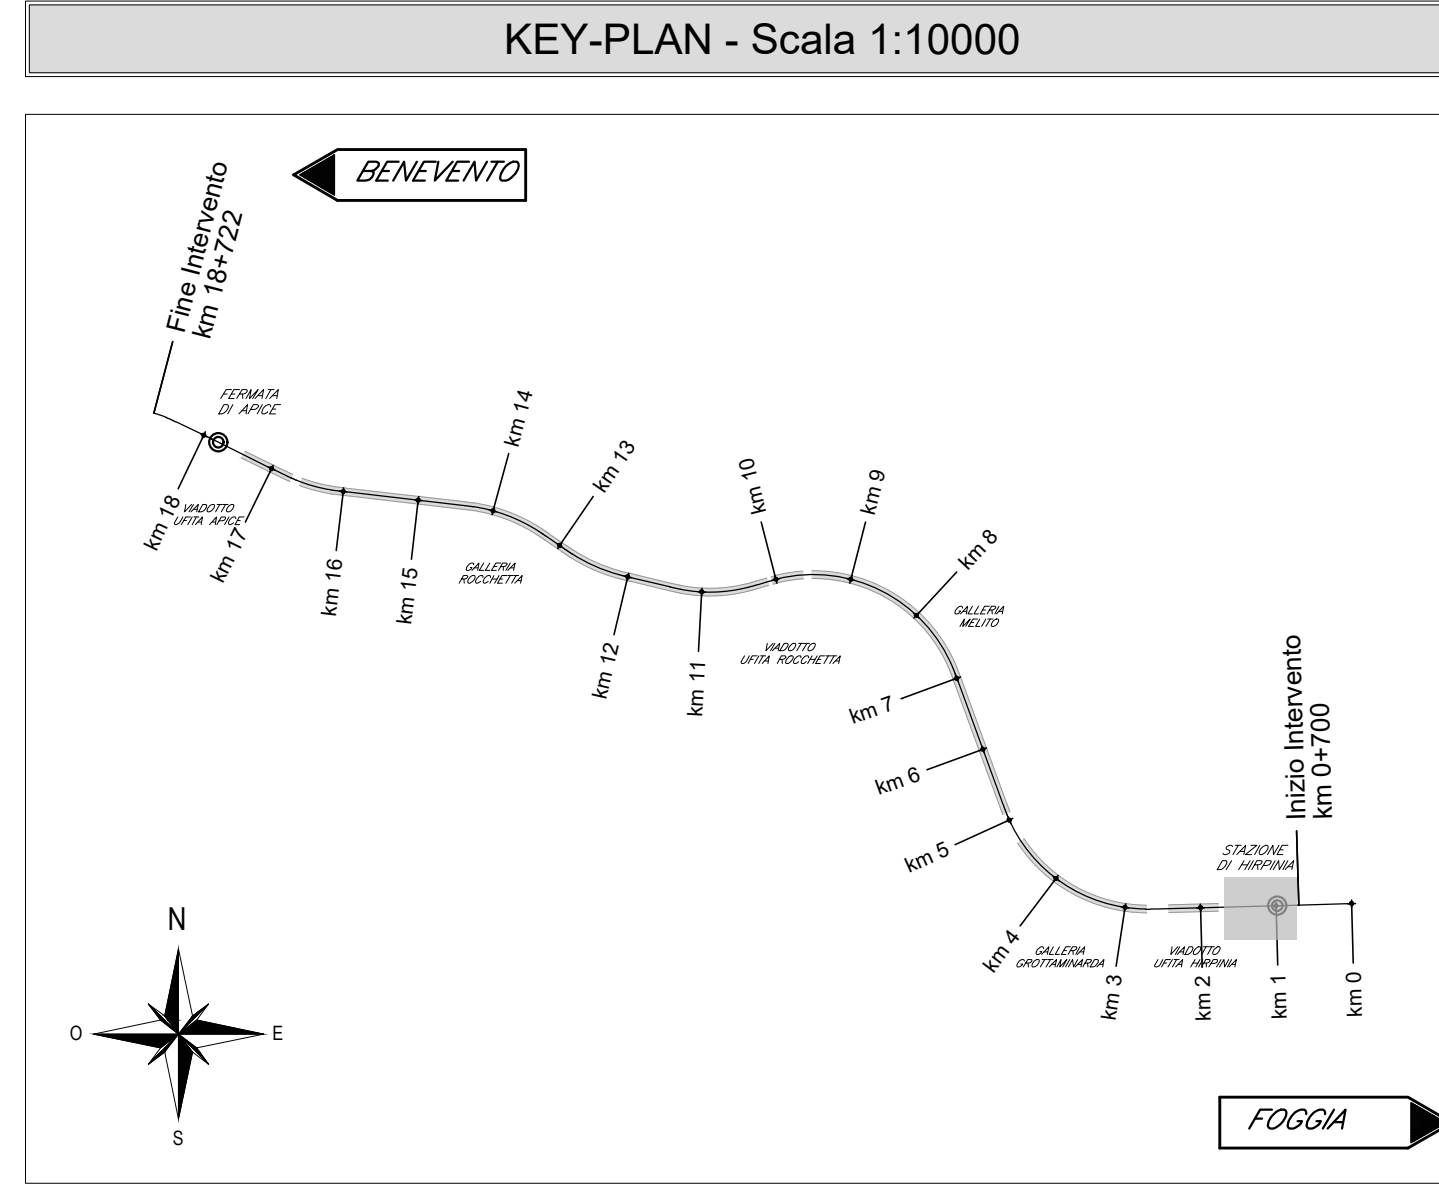 KEY-PLAN - Scala 1:10000
BENEVENTO
Fine Intervento
km 18+722
FERMATA
DI APICE
km 18
VIADOTTO
UFITA APICE
km 17
km 16
km 15
GALLERIA
ROCCHETTA
km 14
km 13
km 12
km 11
VIADOTTO
UFITA ROCCHETTA
km 10
km 9
km 8
GALLERIA
MELITO
km 7
km 6
km 5
km 4
GALLERIA
GROTTAMINARDA
km 3
VIADOTTO
UFITA HIRPINIA
km 2
STAZIONE
DI HIRPINIA
km 1
Inizio Intervento
km 0+700
km 0
N
O
E
S
FOGGIA